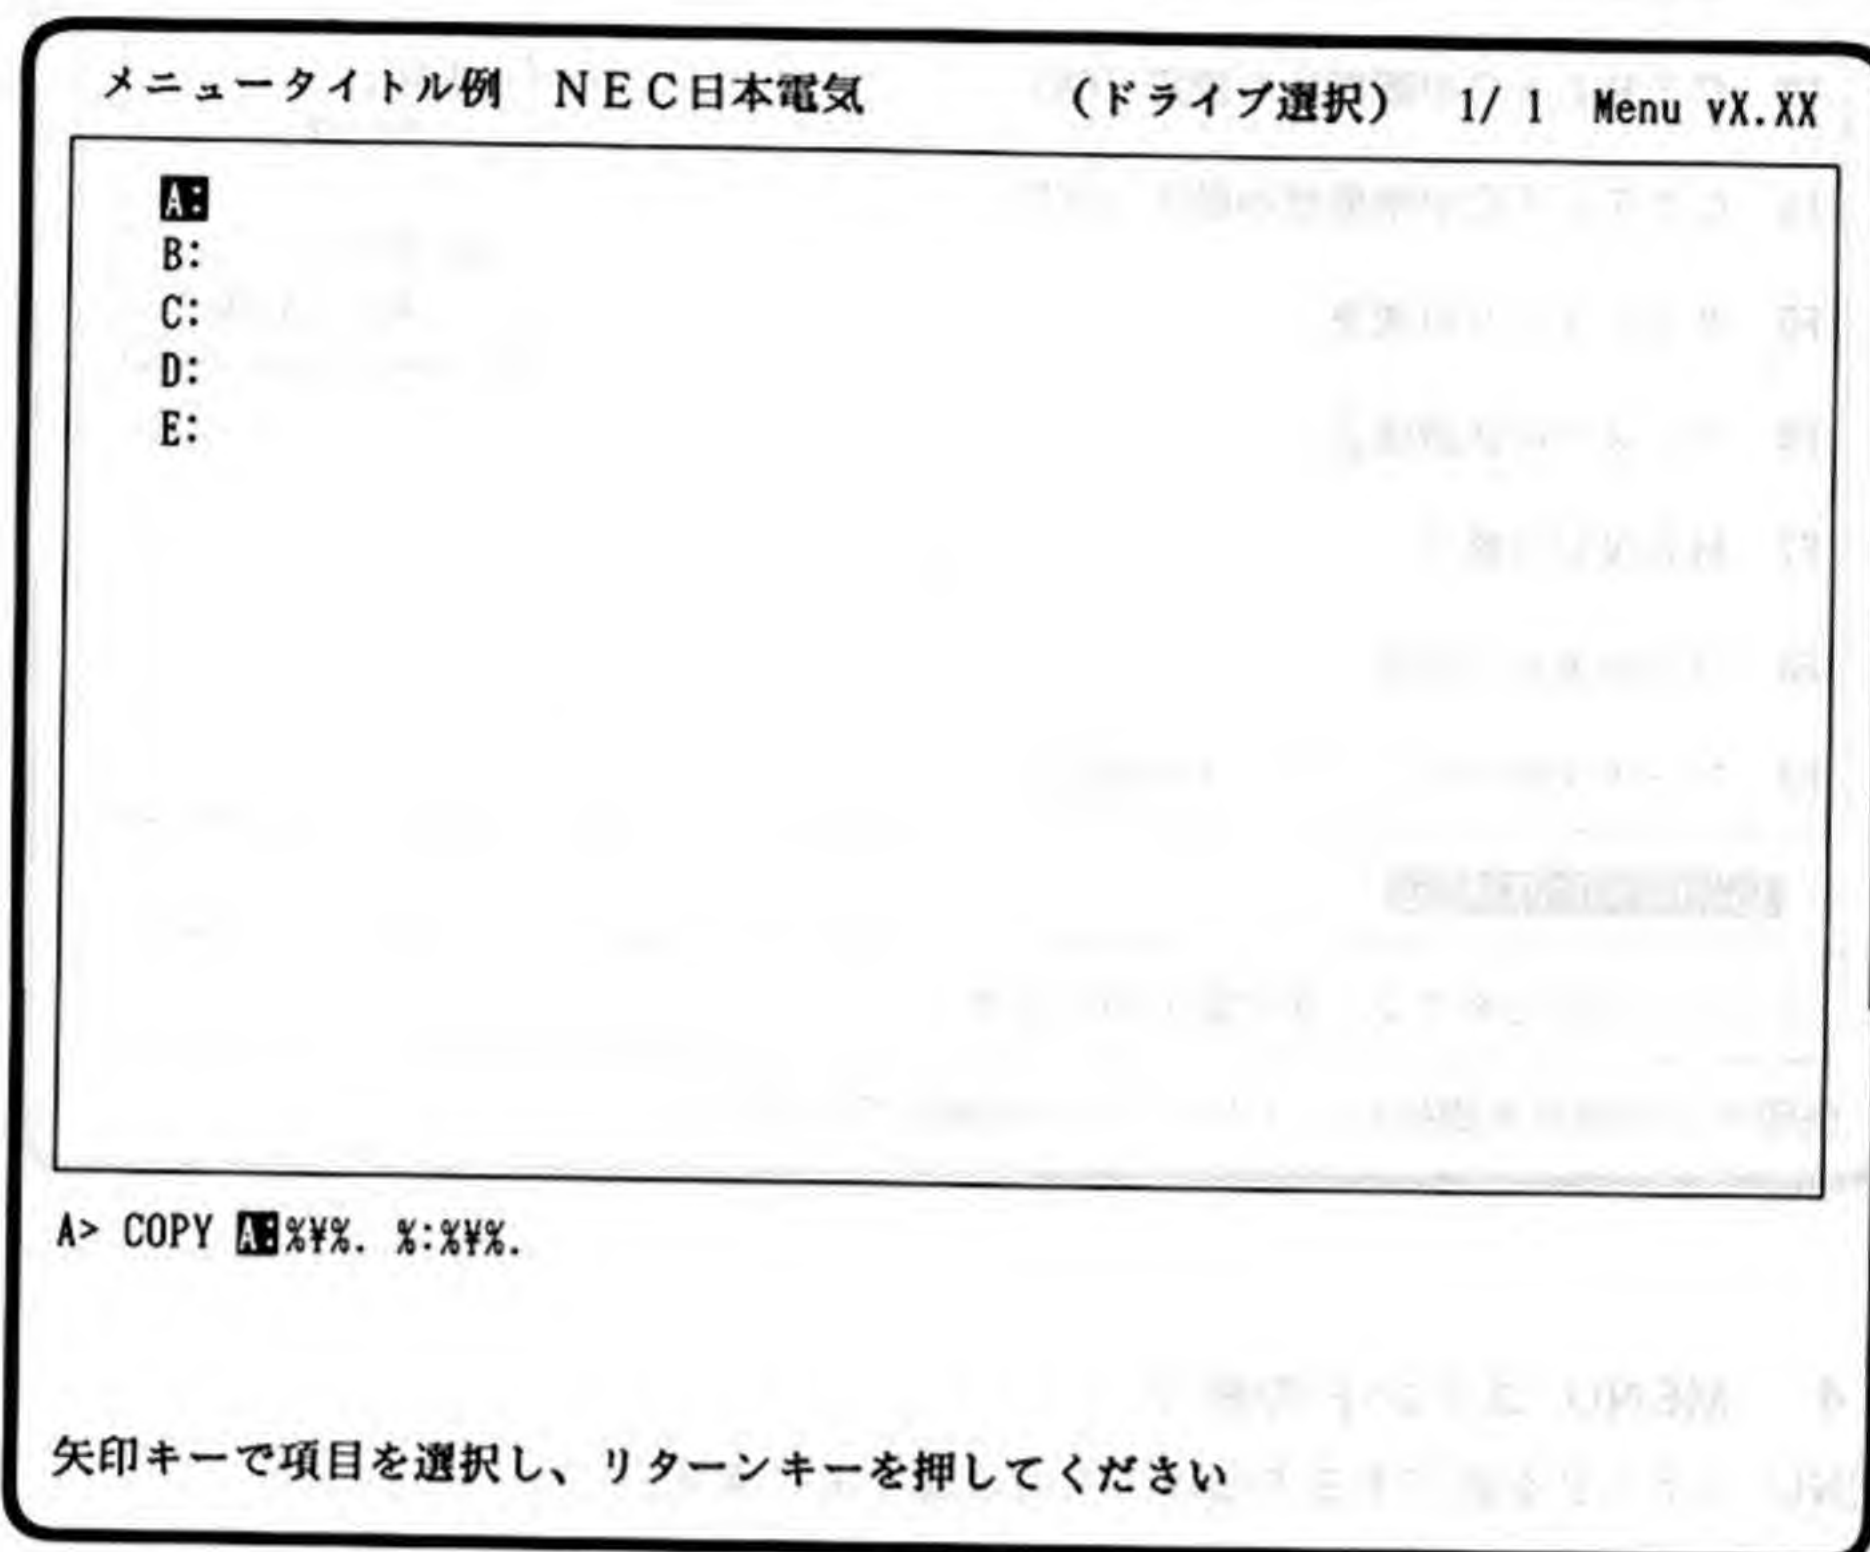 メニュータイトル例 NEC日本電気 (ドライブ選択) 1/ 1 Menu vX.XX
A:
B:
C:
D:
E:
A> COPY A:%¥%. %:%¥%.
矢印キーで項目を選択し、リターンキーを押してください